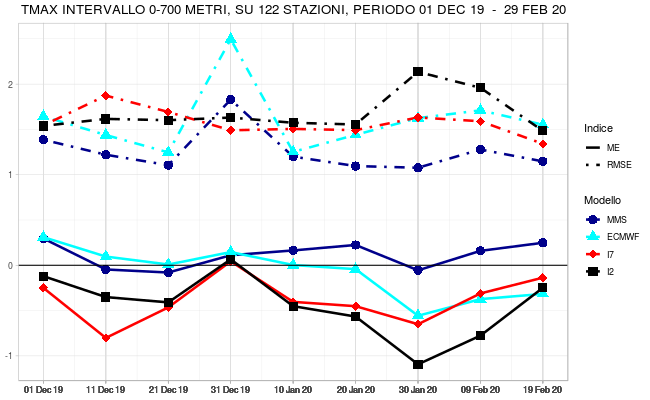 TMAX INTERVALLO 0-700 METRI, SU 122 STAZIONI, PERIODO 01 DEC 19 - 29 FEB 20
2
1
0
-1
01 Dec 19 11 Dec 19 21 Dec 19 31 Dec 19 10 Jan 20 20 Jan 20 30 Jan 20 09 Feb 20 19 Feb 20
Indice
ME
RMSE
Modello
MMS
ECMWF
I7
I2